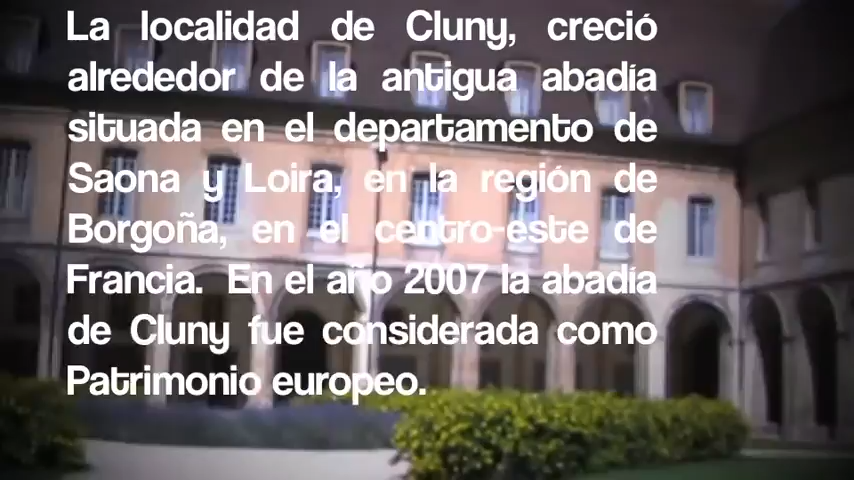 La localidad de Cluny, creció
alrededor de la antigua abadía
situada en el departamento de
Saona y Loira, en la región de
Borgoña, en el centro-este de
Francia. En el año 2007 la abadía
de Cluny fue considerada como
Patrimonio europeo.